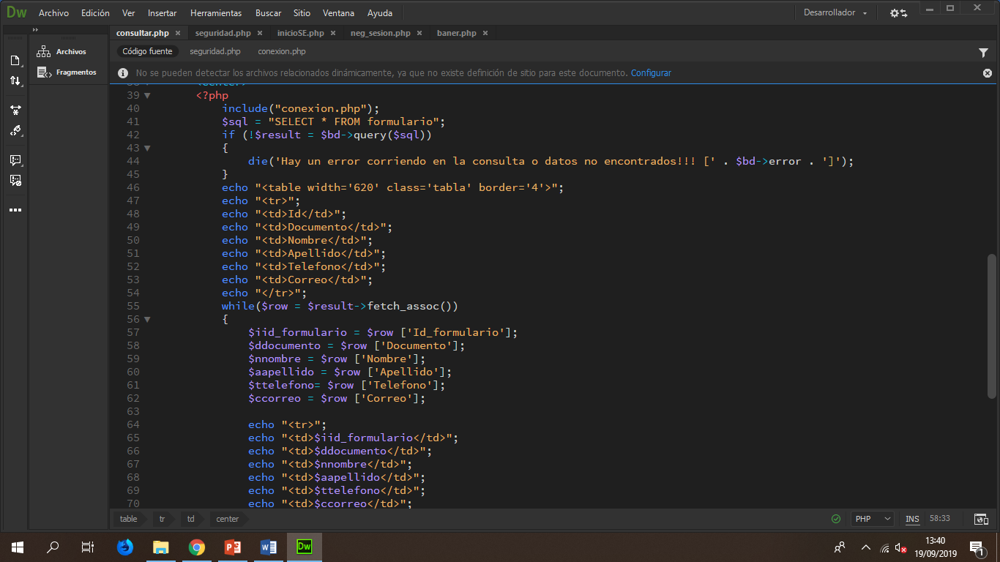 Dw Archivo Edición Ver Insertar Herramientas Buscar Sitio Ventana Ayuda Desarrollador
consultar.php seguridad.php inicioSE.php neg_sesion.php baner.php
Archivos
Fragmentos
Código fuente seguridad.php conexion.php
No se pueden detectar los archivos relacionados dinámicamente, ya que no existe definición de sitio para este documento. Configurar
39 <?php
40 include("conexion.php");
41 $sql = "SELECT * FROM formulario";
42 if (!$result = $bd->query($sql))
43 {
44 die('Hay un error corriendo en la consulta o datos no encontrados!!! [' . $bd->error . ']');
45 }
46 echo "<table width='620' class='tabla' border='4'>";
47 echo "<tr>";
48 echo "<td>Id</td>";
49 echo "<td>Documento</td>";
50 echo "<td>Nombre</td>";
51 echo "<td>Apellido</td>";
52 echo "<td>Telefono</td>";
53 echo "<td>Correo</td>";
54 echo "</tr>";
55 while($row = $result->fetch_assoc())
56 {
57 $iid_formulario = $row ['Id_formulario'];
58 $ddocumento = $row ['Documento'];
59 $nnombre = $row ['Nombre'];
60 $aapellido = $row ['Apellido'];
61 $ttelefono= $row ['Telefono'];
62 $ccorreo = $row ['Correo'];
63
64 echo "<tr>";
65 echo "<td>$iid_formulario</td>";
66 echo "<td>$ddocumento</td>";
67 echo "<td>$nnombre</td>";
68 echo "<td>$aapellido</td>";
69 echo "<td>$ttelefono</td>";
70 echo "<td>$ccorreo</td>";
table tr td center PHP INS 58:33
Dw
13:40
19/09/2019
1